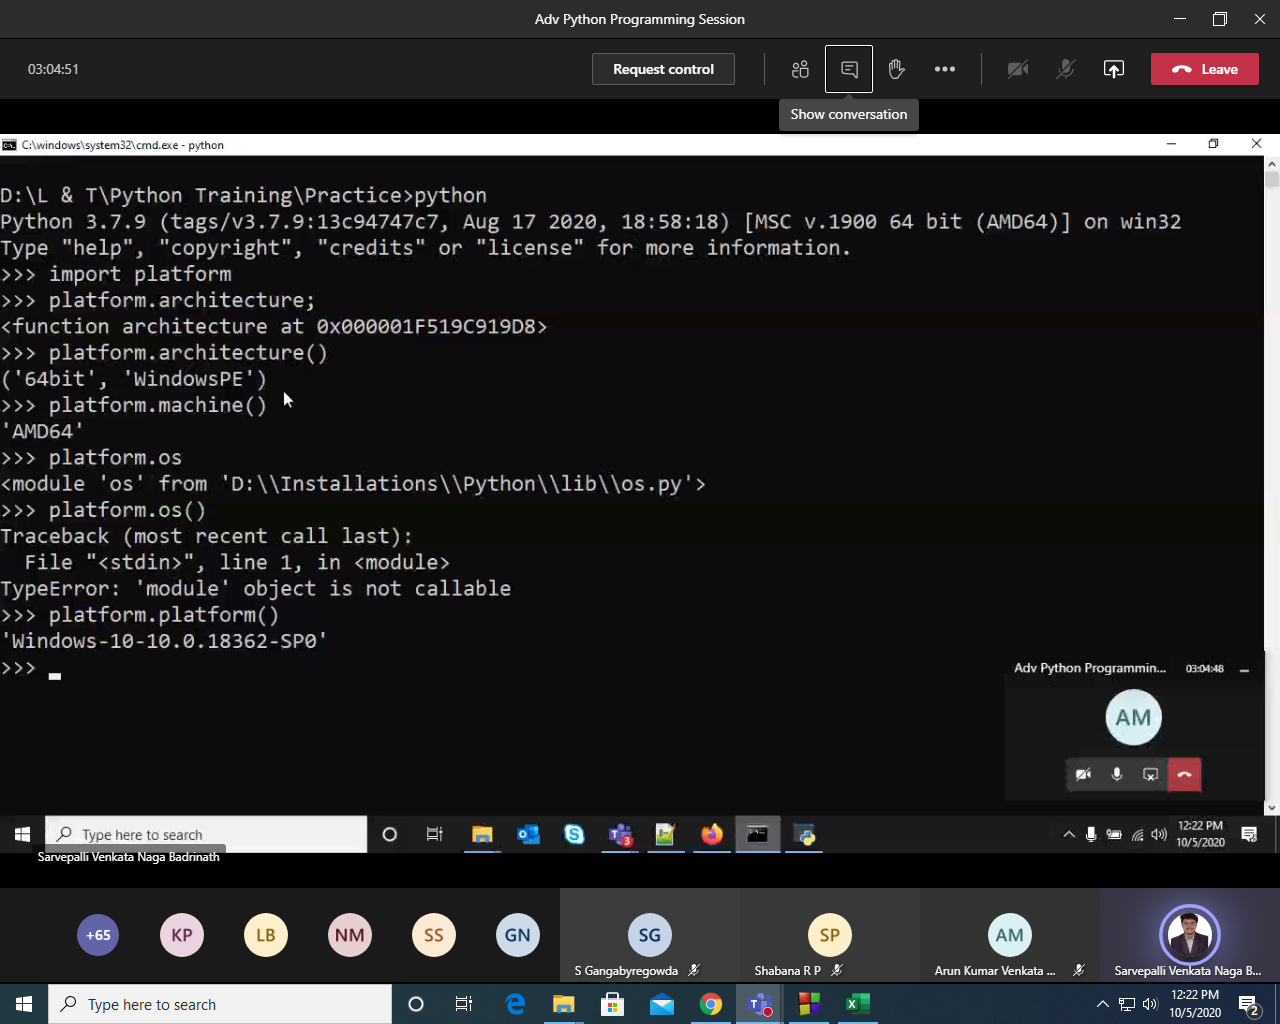 Adv Python Programming Session
03:04:51
Request control
Leave
Show conversation
C:\windows\system32\cmd.exe - python
D:\L & T\Python Training\Practice>python
Python 3.7.9 (tags/v3.7.9:13c94747c7, Aug 17 2020, 18:58:18) [MSC v.1900 64 bit (AMD64)] on win32
Type "help", "copyright", "credits" or "license" for more information.
>>> import platform
>>> platform.architecture;
<function architecture at 0x000001F519C919D8>
>>> platform.architecture()
('64bit', 'WindowsPE')
>>> platform.machine()
'AMD64'
>>> platform.os
<module 'os' from 'D:\\Installations\\Python\\lib\\os.py'>
>>> platform.os()
Traceback (most recent call last):
  File "<stdin>", line 1, in <module>
TypeError: 'module' object is not callable
>>> platform.platform()
'Windows-10-10.0.18362-SP0'
>>>
Adv Python Programmin... 03:04:48
AM
Type here to search
3
12:22 PM
10/5/2020
Sarvepalli Venkata Naga Badrinath
+65
KP
LB
NM
SS
GN
SG
SP
AM
S Gangabyregowda
Shabana R P
Arun Kumar Venkata ...
Sarvepalli Venkata Naga B...
Type here to search
12:22 PM
10/5/2020
2